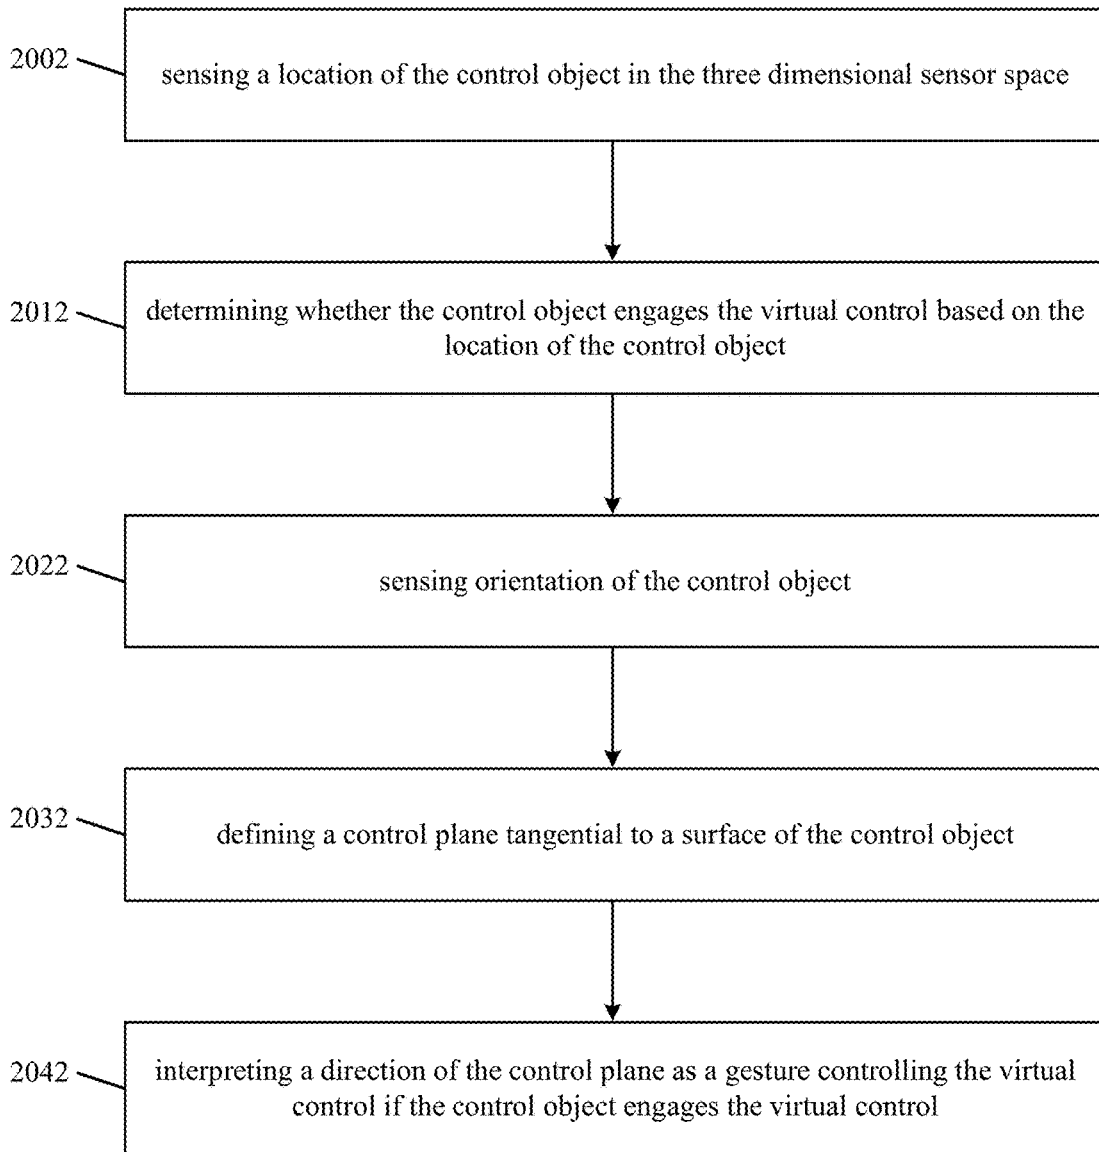 2002
sensing a location of the control object in the three dimensional sensor space
2012
determining whether the control object engages the virtual control based on the
location of the control object
2022
sensing orientation of the control object
2032
defining a control plane tangential to a surface of the control object
2042
interpreting a direction of the control plane as a gesture controlling the virtual
control if the control object engages the virtual control